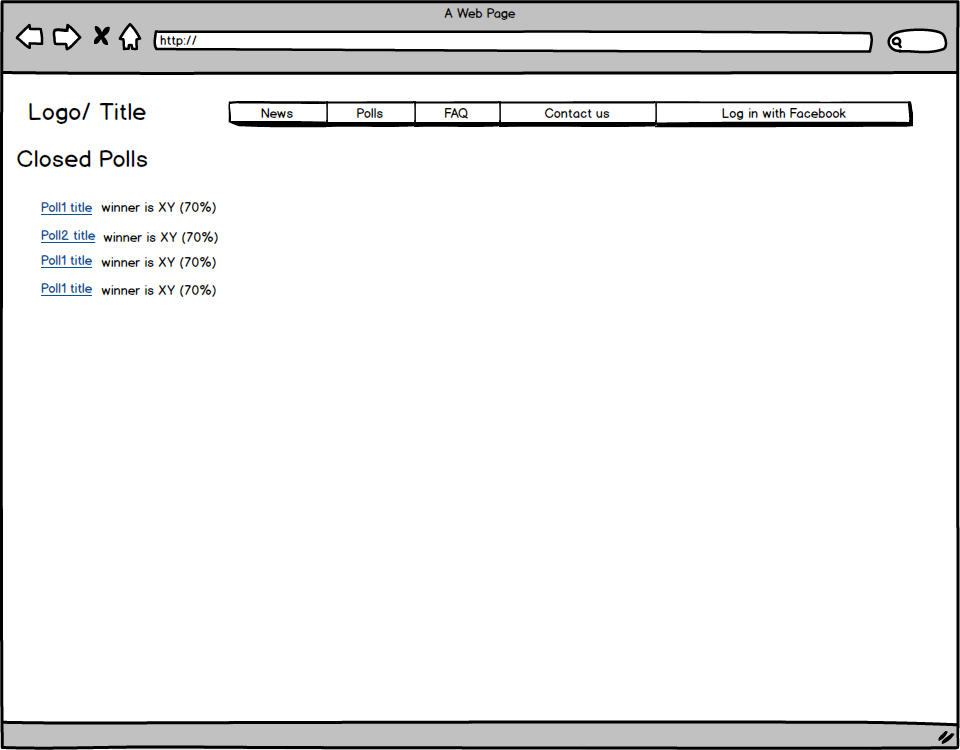 A Web Page
http://
Logo/ Title
News Polls FAQ Contact us Log in with Facebook
Closed Polls
Poll1 title winner is XY (70%)
Poll2 title winner is XY (70%)
Poll1 title winner is XY (70%)
Poll1 title winner is XY (70%)